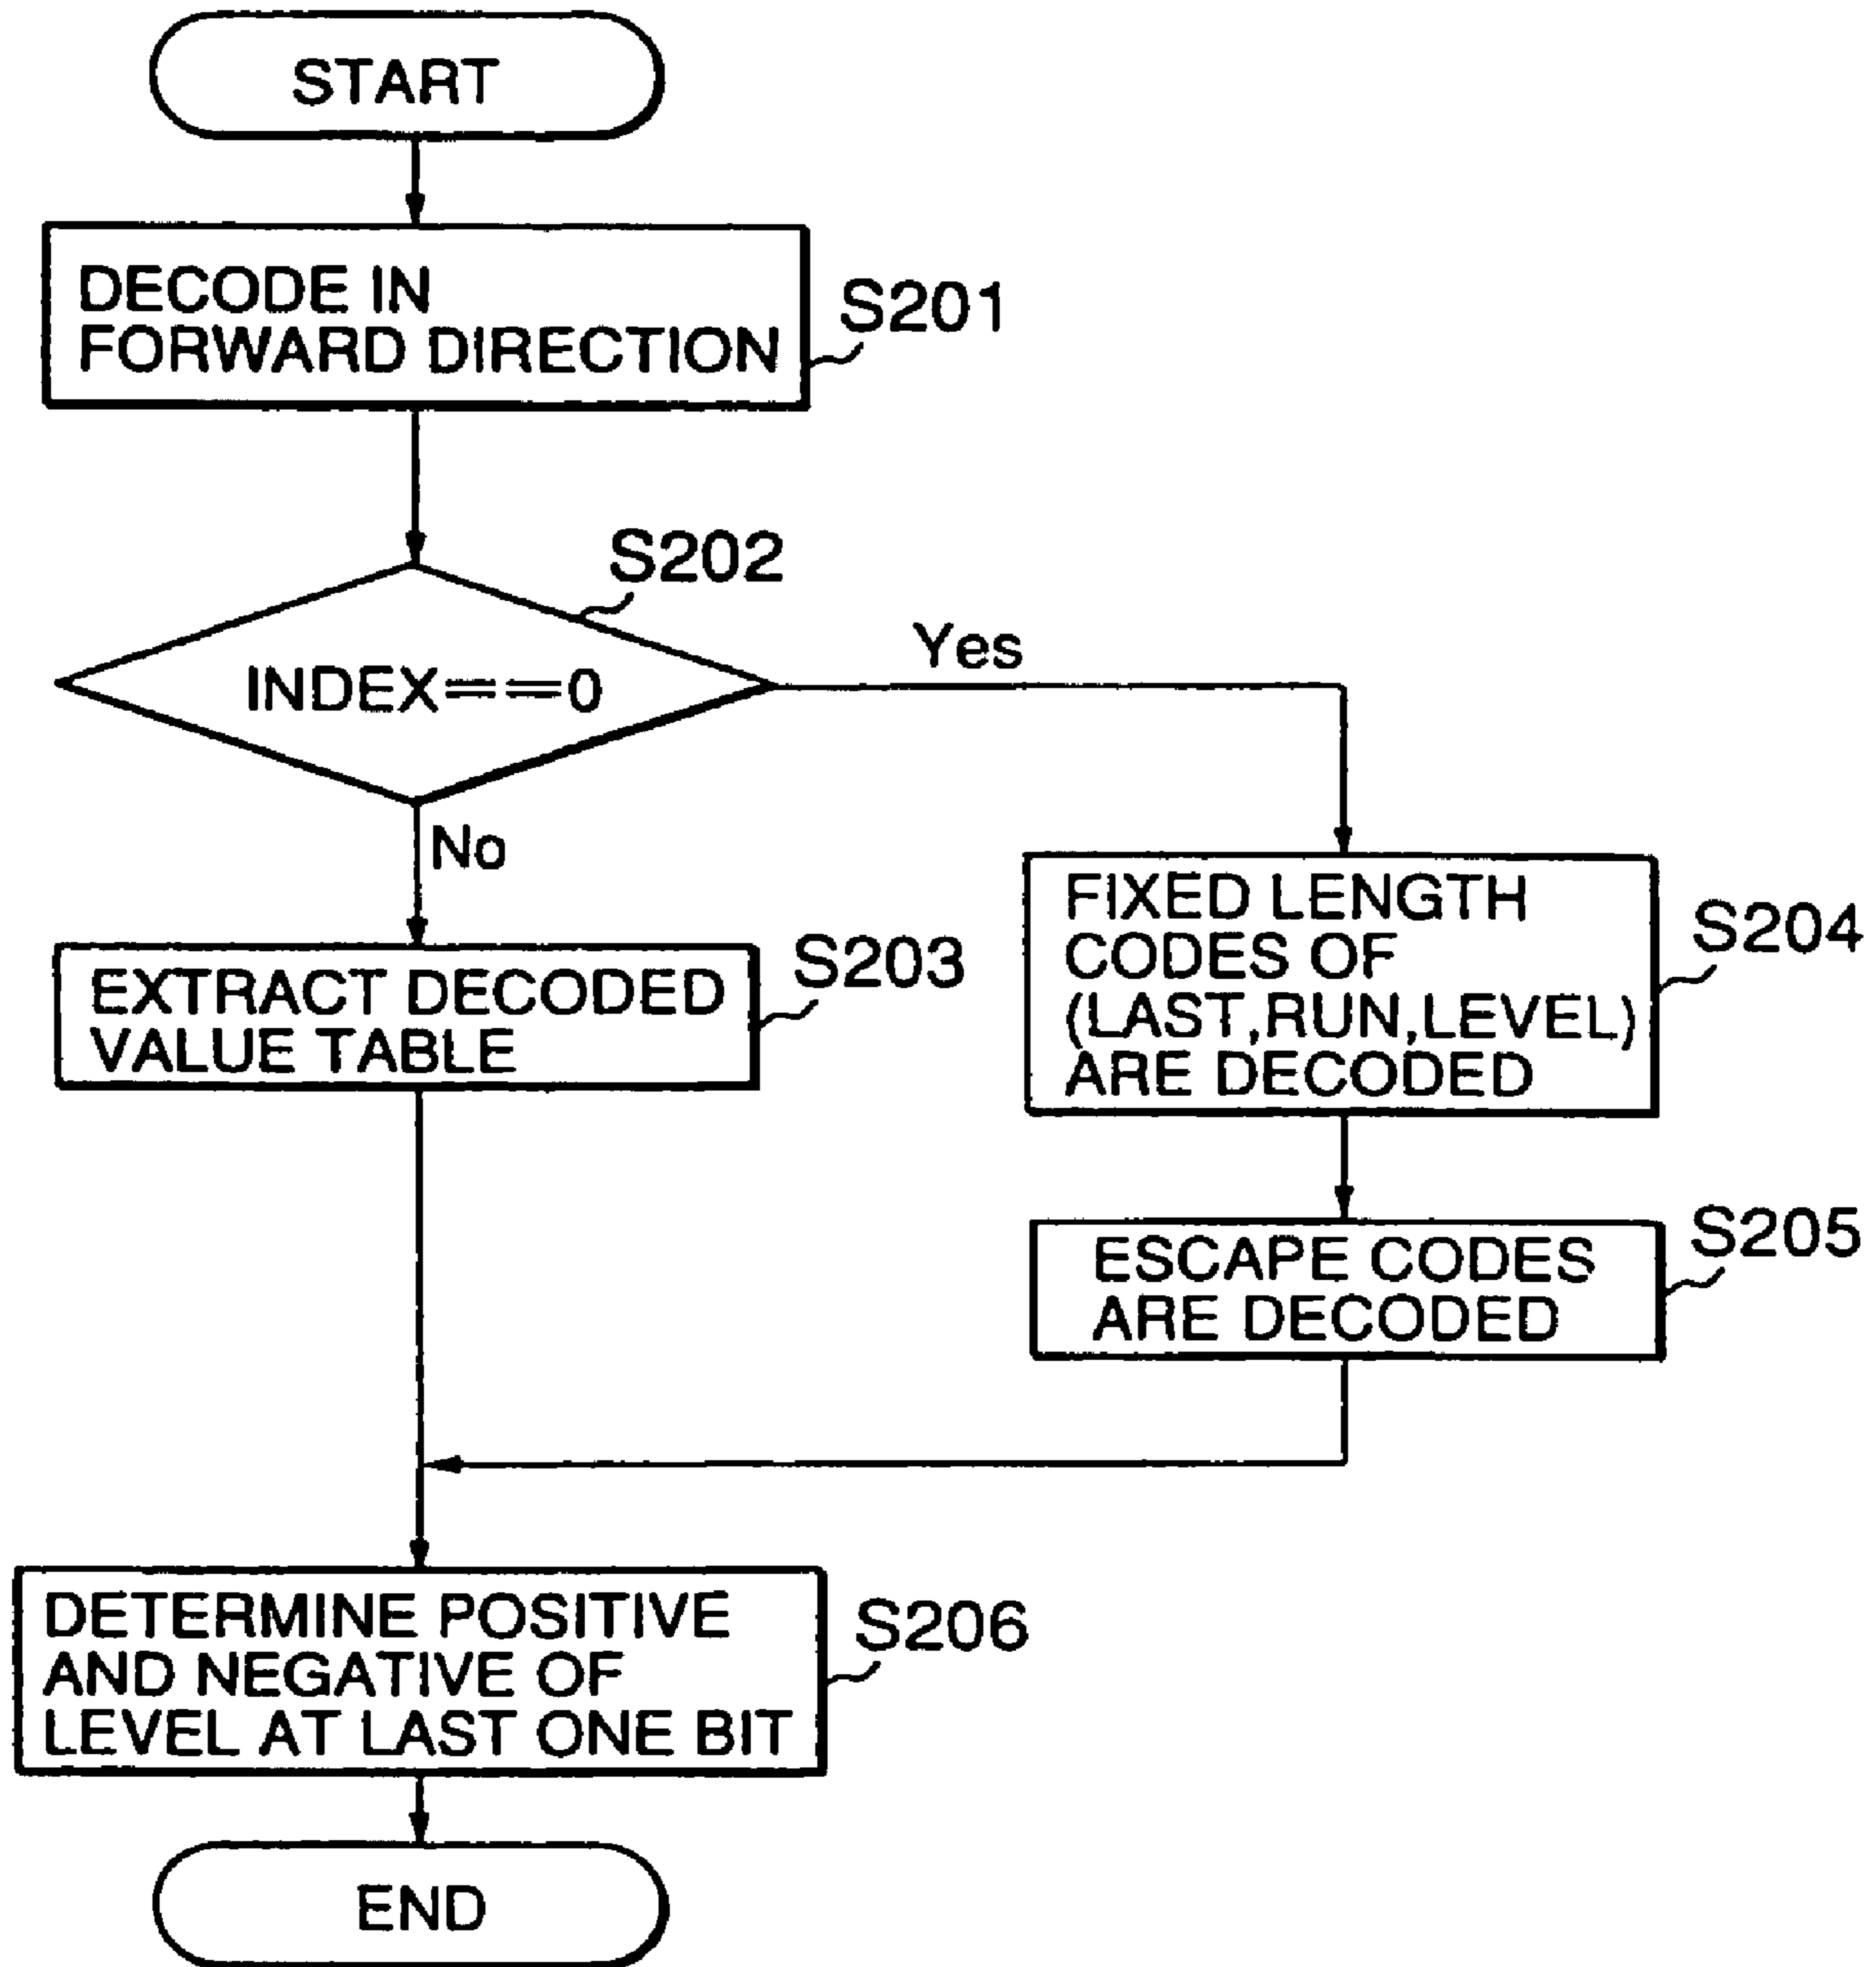 START
DECODE IN
FORWARD DIRECTION
S201
S202
INDEX==0
Yes
No
EXTRACT DECODED
VALUE TABLE
S203
FIXED LENGTH
CODES OF
(LAST,RUN,LEVEL)
ARE DECODED
S204
ESCAPE CODES
ARE DECODED
S205
DETERMINE POSITIVE
AND NEGATIVE OF
LEVEL AT LAST ONE BIT
S206
END